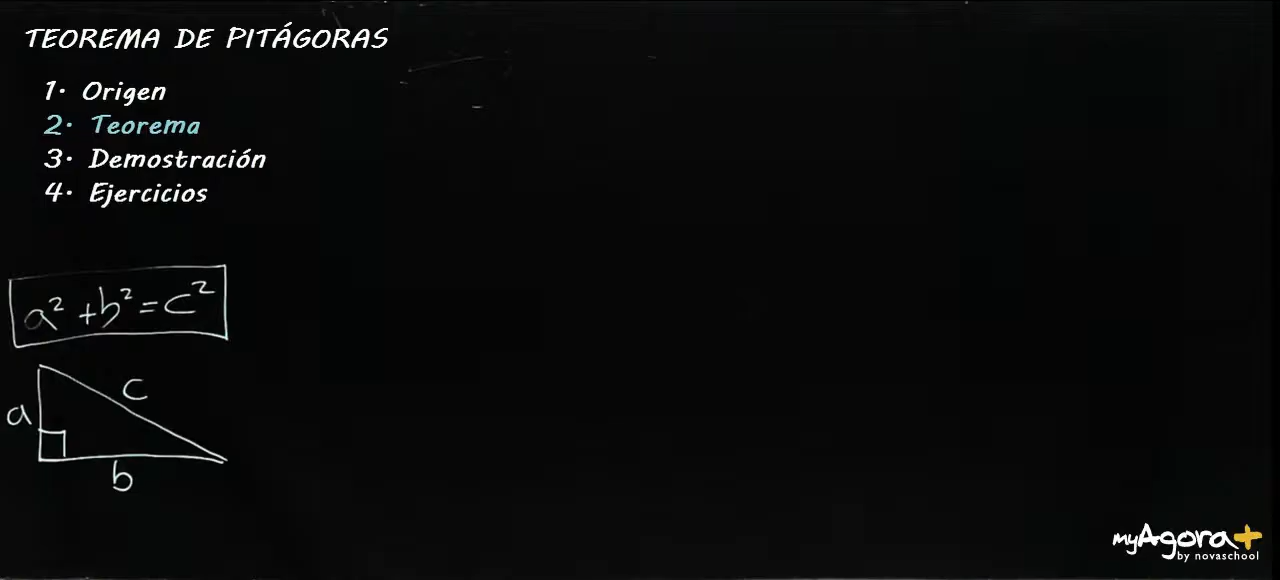 TEOREMA DE PITÁGORAS
1. Origen
2. Teorema
3. Demostración
4. Ejercicios
a² + b² = c²
c
a
b
myAgora+
by novaschool